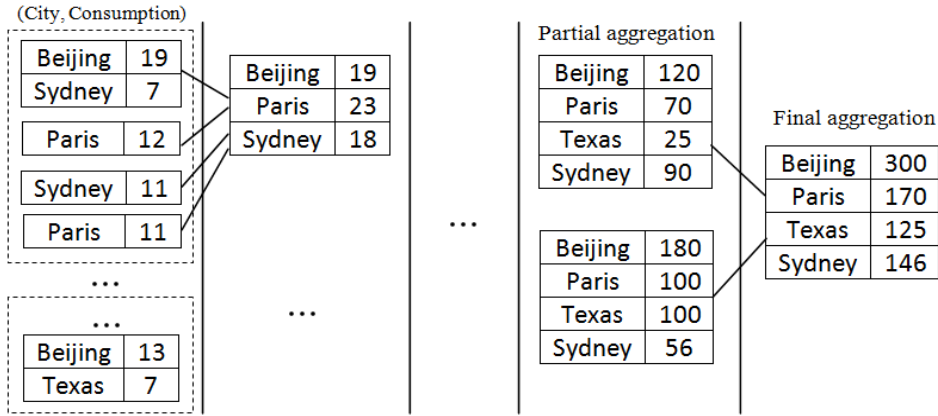 (City, Consumption)
Beijing 19
Sydney 7
Paris 12
Sydney 11
Paris 11
...
...
Beijing 13
Texas 7
Beijing 19
Paris 23
Sydney 18
...
...
Partial aggregation
Beijing 120
Paris 70
Texas 25
Sydney 90
Beijing 180
Paris 100
Texas 100
Sydney 56
Final aggregation
Beijing 300
Paris 170
Texas 125
Sydney 146